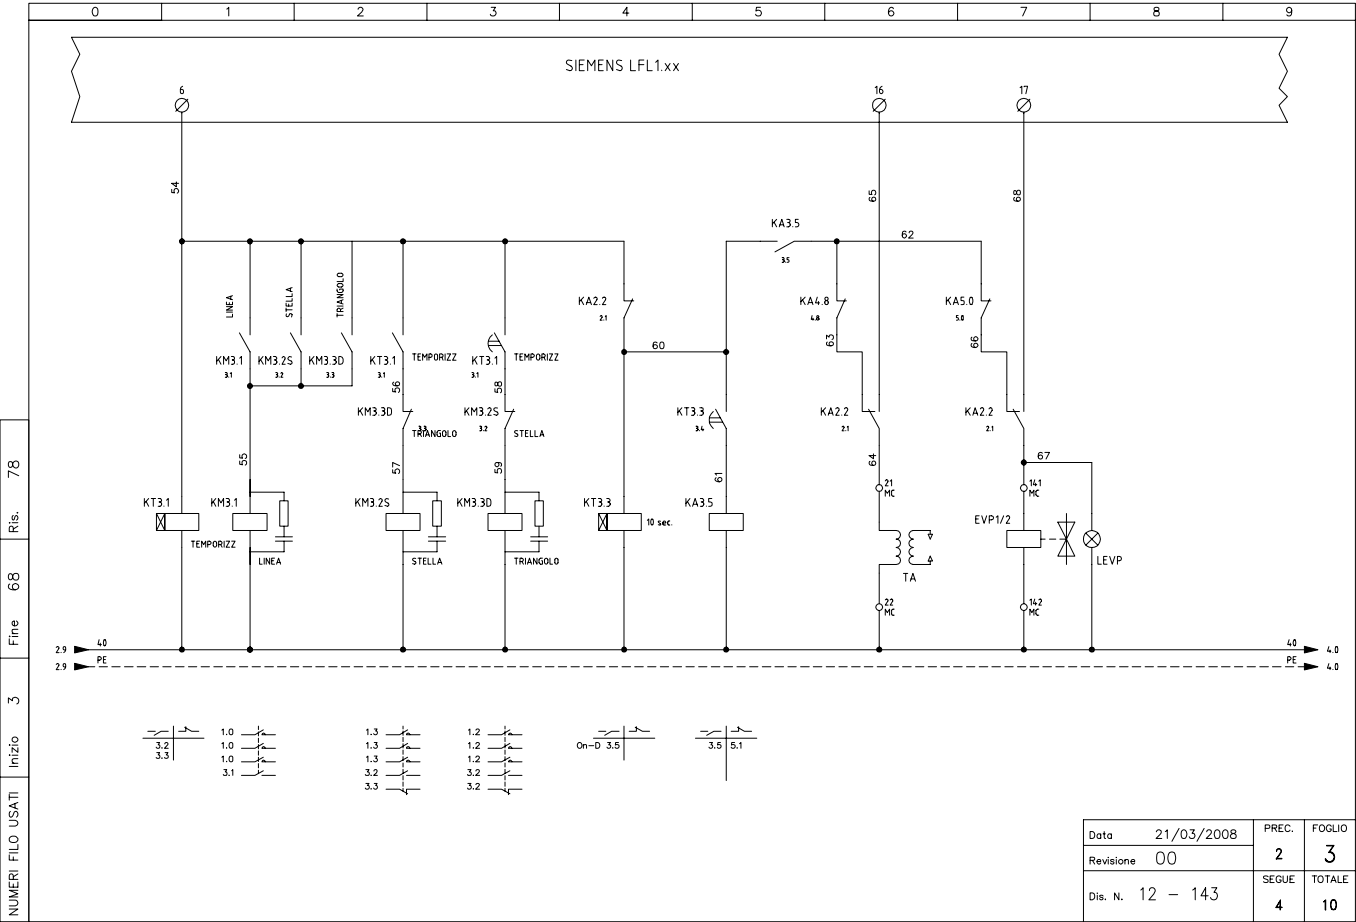 0 1 2 3 4 5 6 7 8 9
SIEMENS LFL1.xx
6 16 17
54 65 68
KA3.5
3.5
62
LINEA STELLA TRIANGOLO
KA2.2
2.1
KA4.8
4.8
KA5.0
5.0
63 66
60
KM3.1 KM3.2S KM3.3D KT3.1 TEMPORIZZ KT3.1 TEMPORIZZ
3.1 3.2 3.3 3.1 3.1
56 58
KM3.3D KM3.2S KT3.3 KA2.2 KA2.2
3.3 3.2 3.4 2.1 2.1
TRIANGOLO STELLA
55 57 59 61 64 67
21
MC
141
MC
KT3.1 KM3.1 KM3.2S KM3.3D KT3.3 KA3.5
10 sec.
EVP1/2
TEMPORIZZ
LINEA STELLA TRIANGOLO
TA
LEVP
22
MC
142
MC
2.9 40 40 4.0
2.9 PE PE 4.0
3.2
3.3
1.0
1.0
1.0
3.1
1.3
1.3
1.3
3.2
3.3
1.2
1.2
1.2
3.2
3.2
On-D 3.5
3.5 5.1
NUMERI FILO USATI Inizio 3 Fine 68 Ris. 78
Data 21/03/2008
Revisione 00
Dis. N. 12 - 143
PREC. FOGLIO
2 3
SEGUE TOTALE
4 10